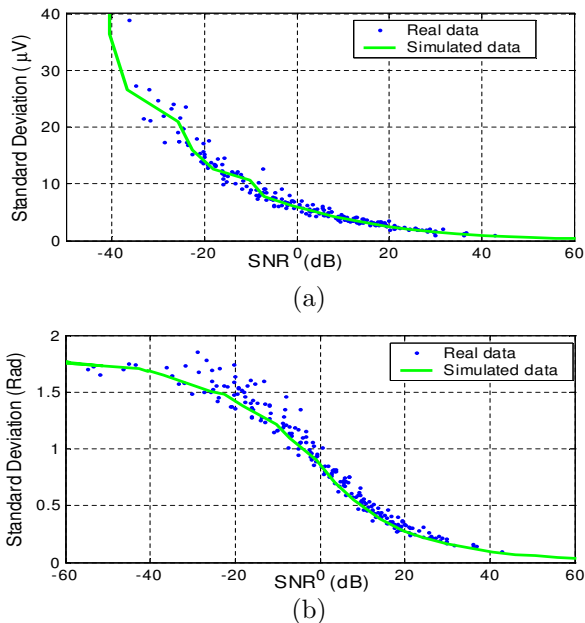 40
30
20
10
0
Standard Deviation ( µV)
Real data
Simulated data
-40 -20 0 20 40 60
SNR (dB)
(a)
2
1.5
1
0.5
0
Standard Deviation (Rad)
Real data
Simulated data
-60 -40 -20 0 20 40 60
SNR (dB)
(b)